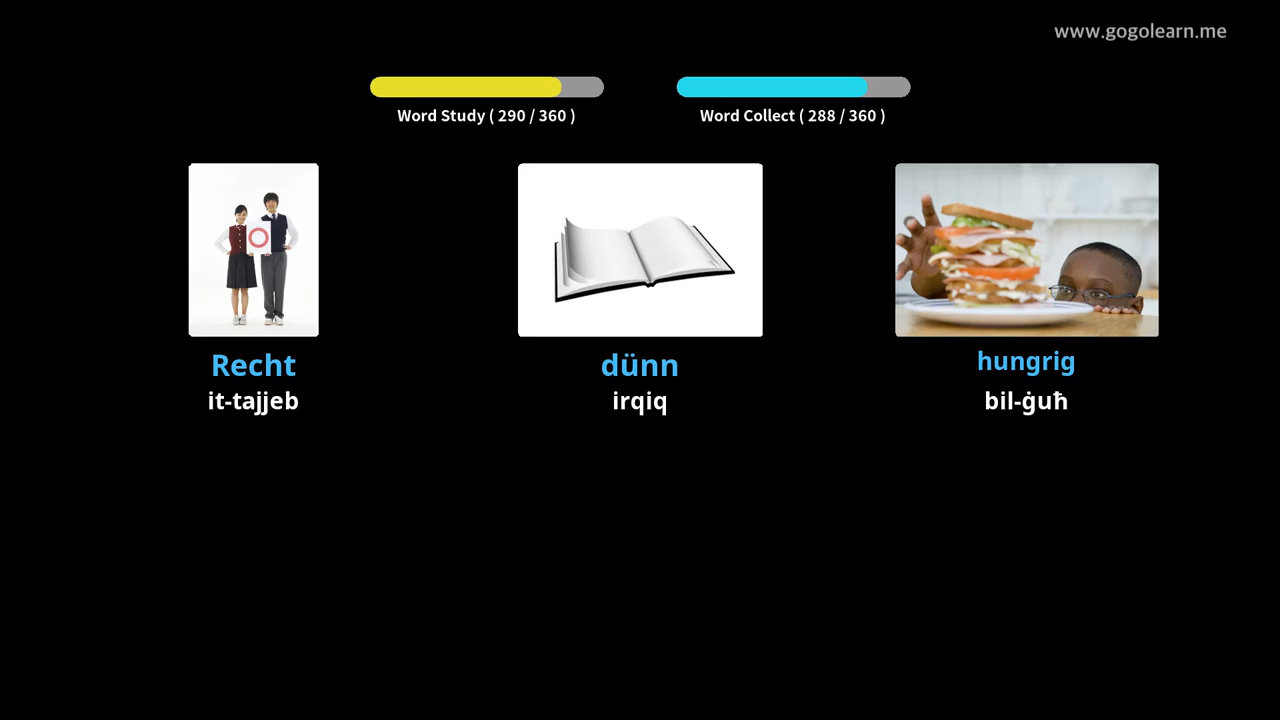 www.gogolearn.me
Word Study ( 290 / 360 )
Word Collect ( 288 / 360 )
Recht
it-tajjeb
dünn
irqiq
hungrig
bil-ġuħ